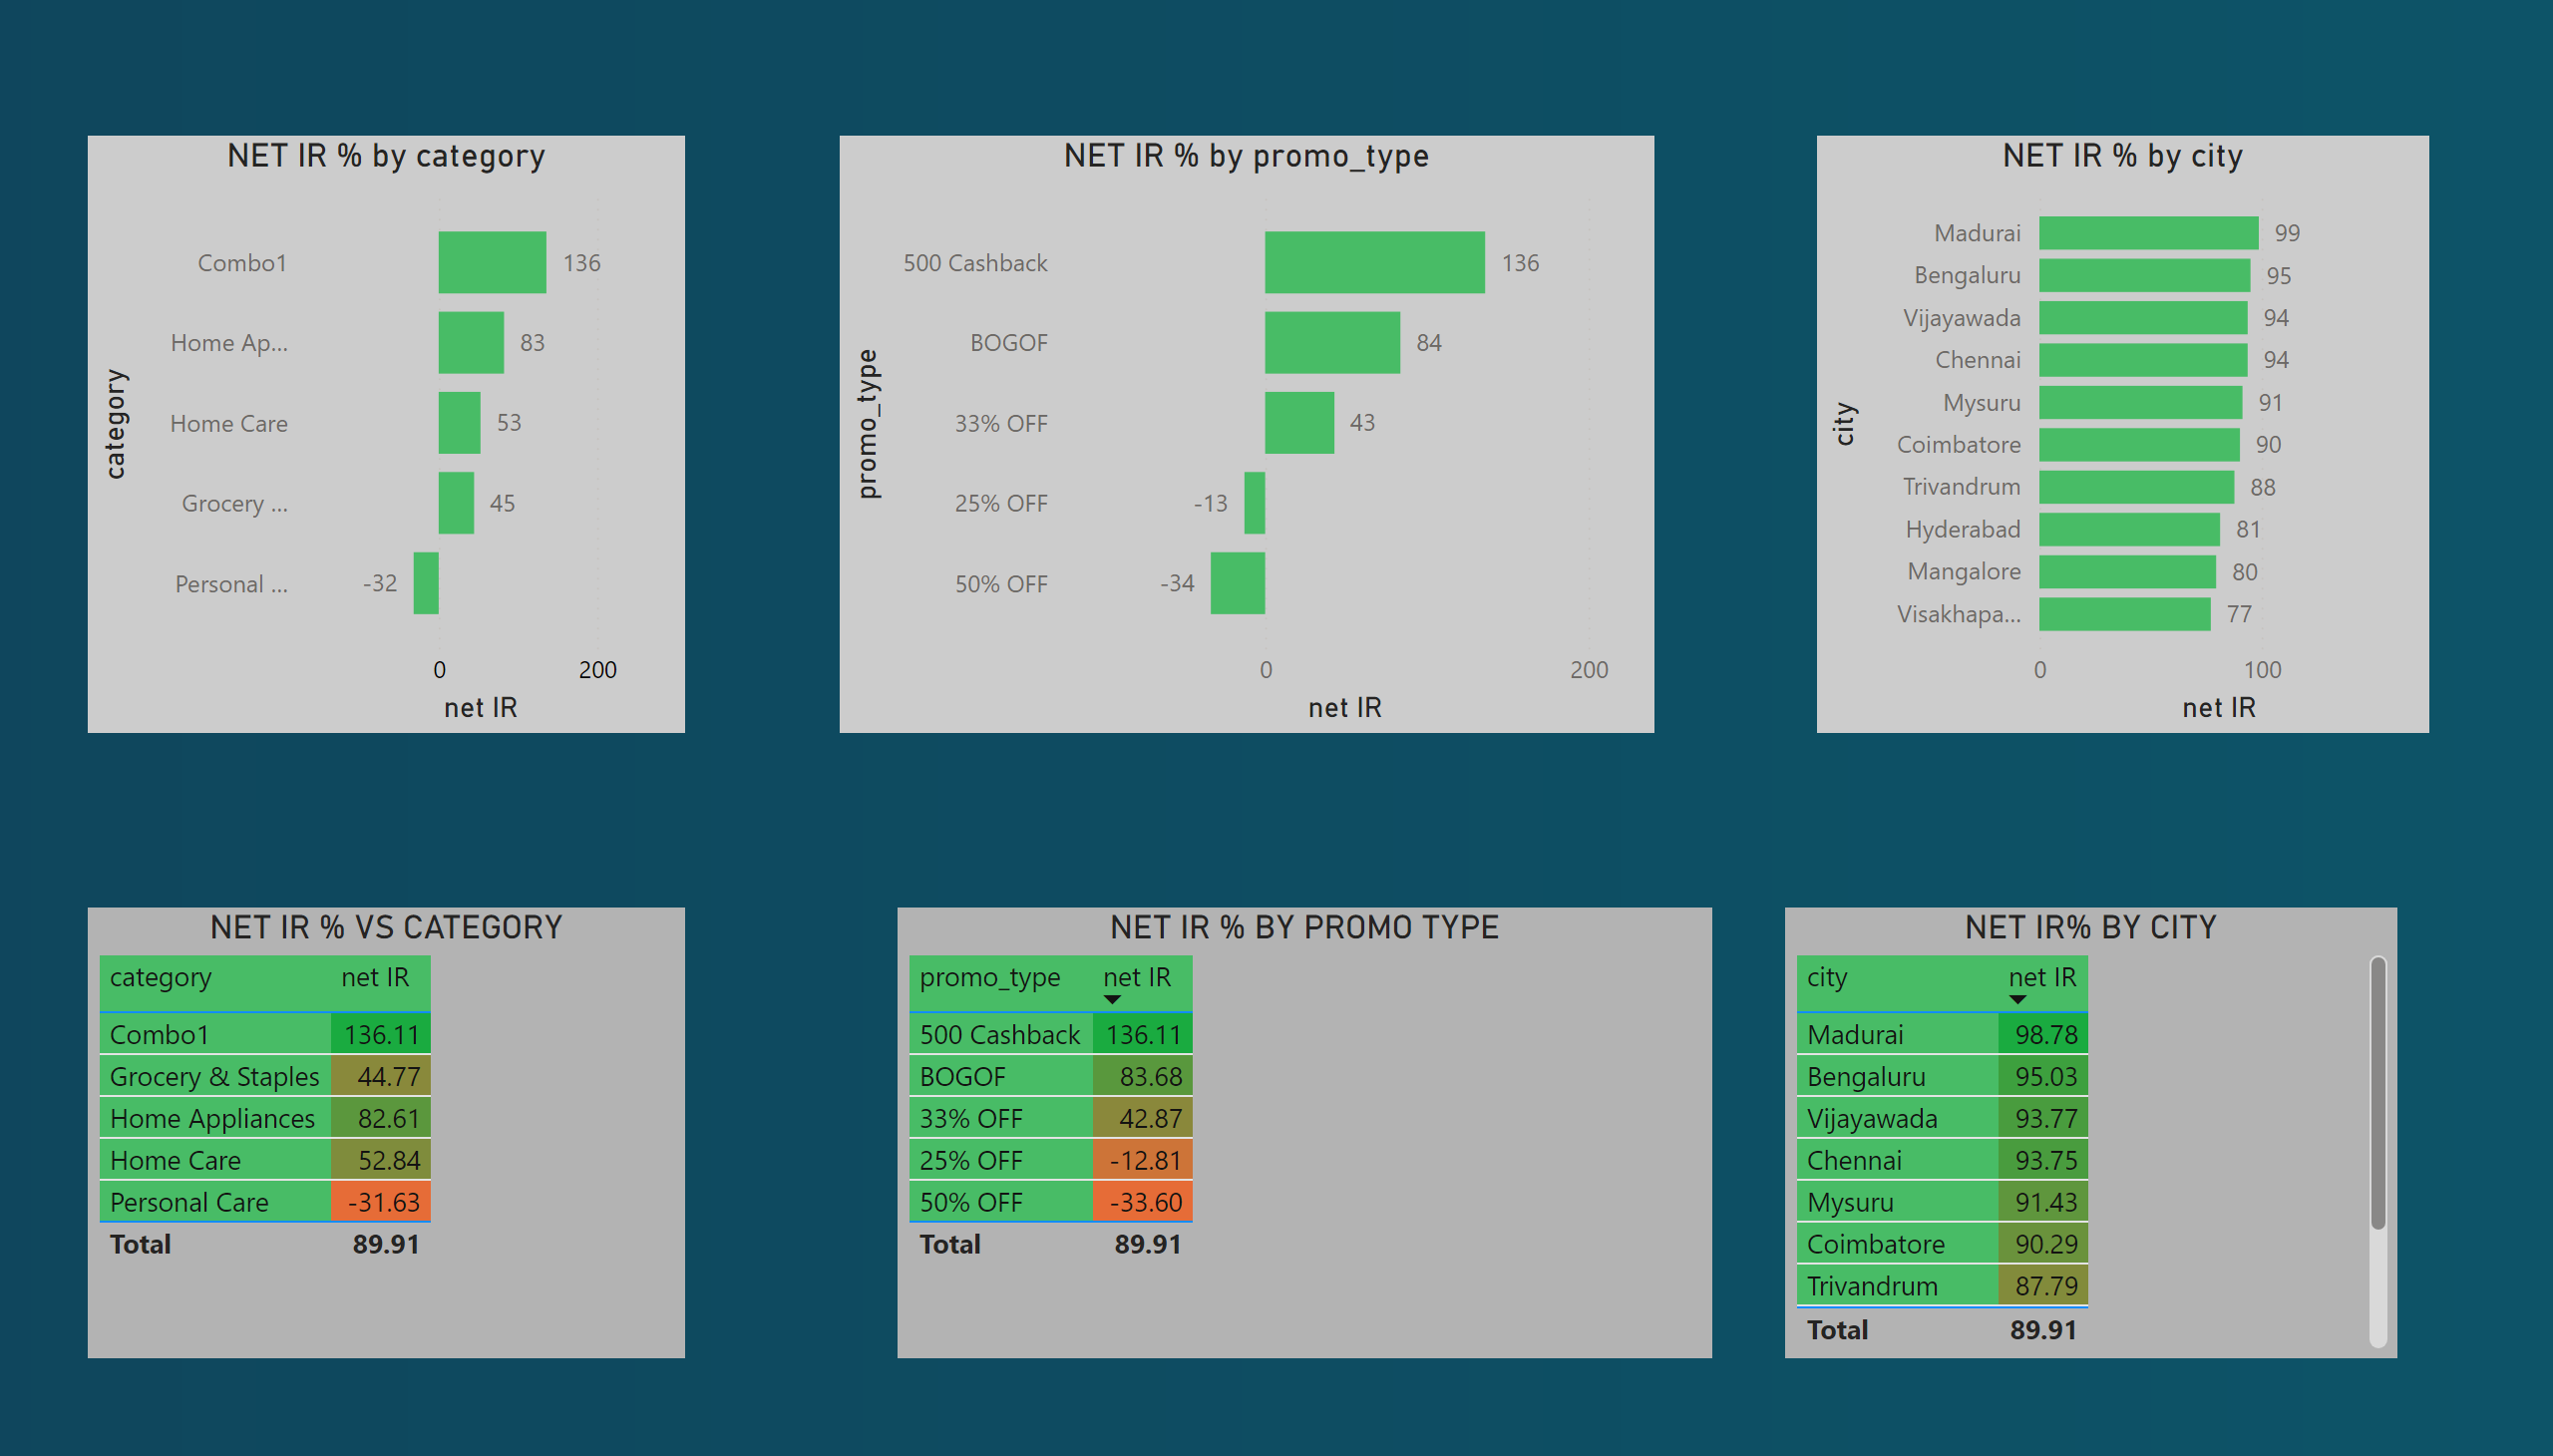 NET IR % by category
category
Combo1 136
Home Ap... 83
Home Care 53
Grocery ... 45
Personal ... -32
0 200
net IR
NET IR % by promo_type
promo_type
500 Cashback 136
BOGOF 84
33% OFF 43
25% OFF -13
50% OFF -34
0 200
net IR
NET IR % by city
city
Madurai 99
Bengaluru 95
Vijayawada 94
Chennai 94
Mysuru 91
Coimbatore 90
Trivandrum 88
Hyderabad 81
Mangalore 80
Visakhapa... 77
0 100
net IR
NET IR % VS CATEGORY
category net IR
Combo1 136.11
Grocery & Staples 44.77
Home Appliances 82.61
Home Care 52.84
Personal Care -31.63
Total 89.91
NET IR % BY PROMO TYPE
promo_type net IR
500 Cashback 136.11
BOGOF 83.68
33% OFF 42.87
25% OFF -12.81
50% OFF -33.60
Total 89.91
NET IR% BY CITY
city net IR
Madurai 98.78
Bengaluru 95.03
Vijayawada 93.77
Chennai 93.75
Mysuru 91.43
Coimbatore 90.29
Trivandrum 87.79
Total 89.91